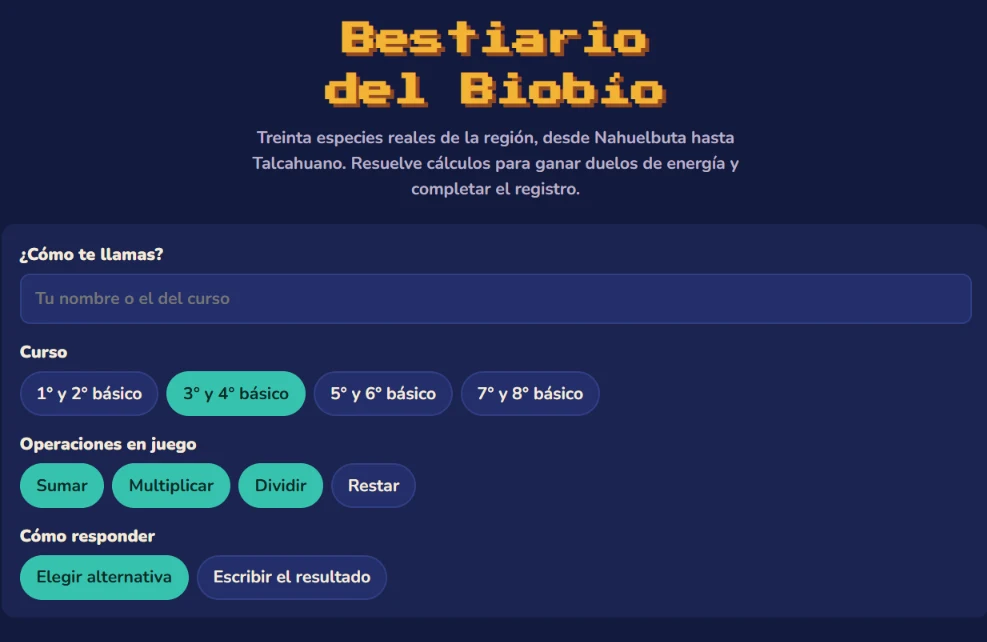 Bestiario
del Biobío
Treinta especies reales de la región, desde Nahuelbuta hasta
Talcahuano. Resuelve cálculos para ganar duelos de energía y
completar el registro.
¿Cómo te llamas?
Tu nombre o el del curso
Curso
1° y 2° básico
3° y 4° básico
5° y 6° básico
7° y 8° básico
Operaciones en juego
Sumar
Multiplicar
Dividir
Restar
Cómo responder
Elegir alternativa
Escribir el resultado